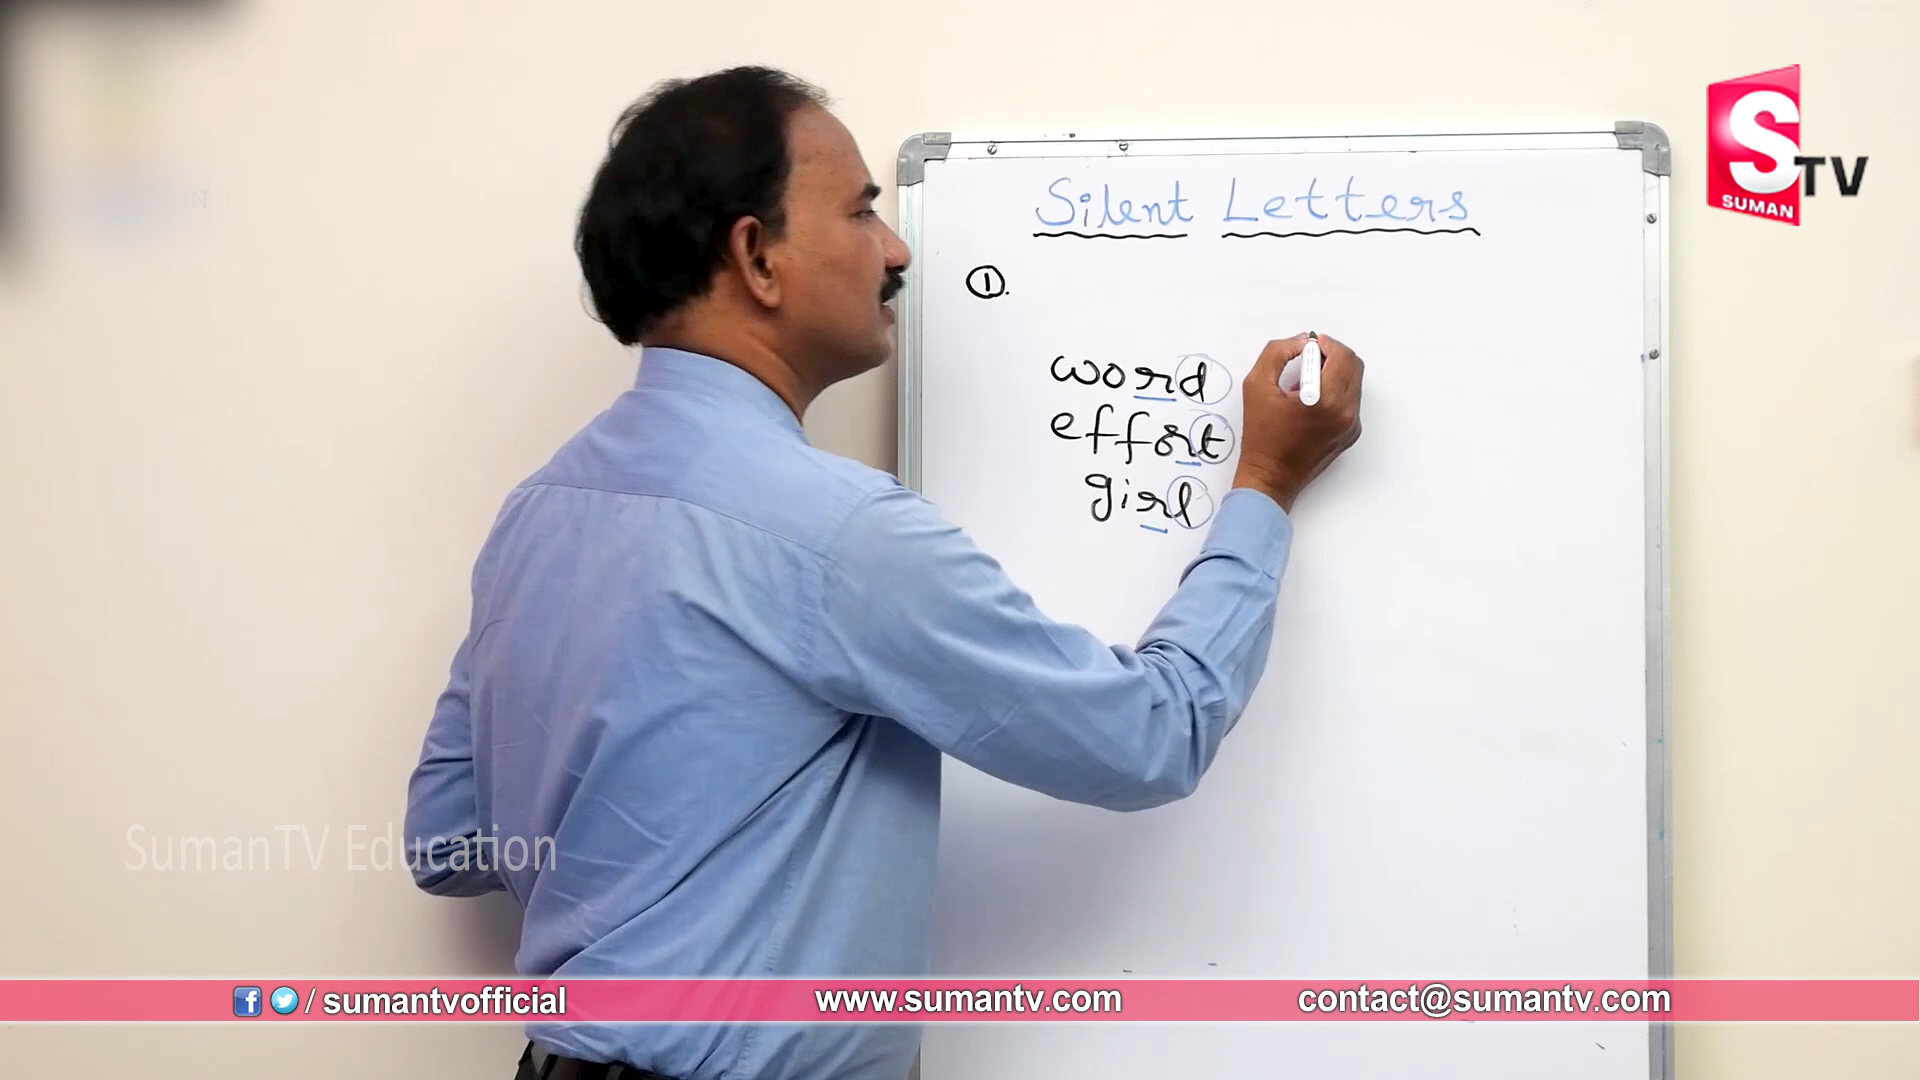 S
TV
SUMAN
Silent Letters
①.
word
effort
girl
SumanTV Education
/ sumantvofficial
www.sumantv.com
contact@sumantv.com